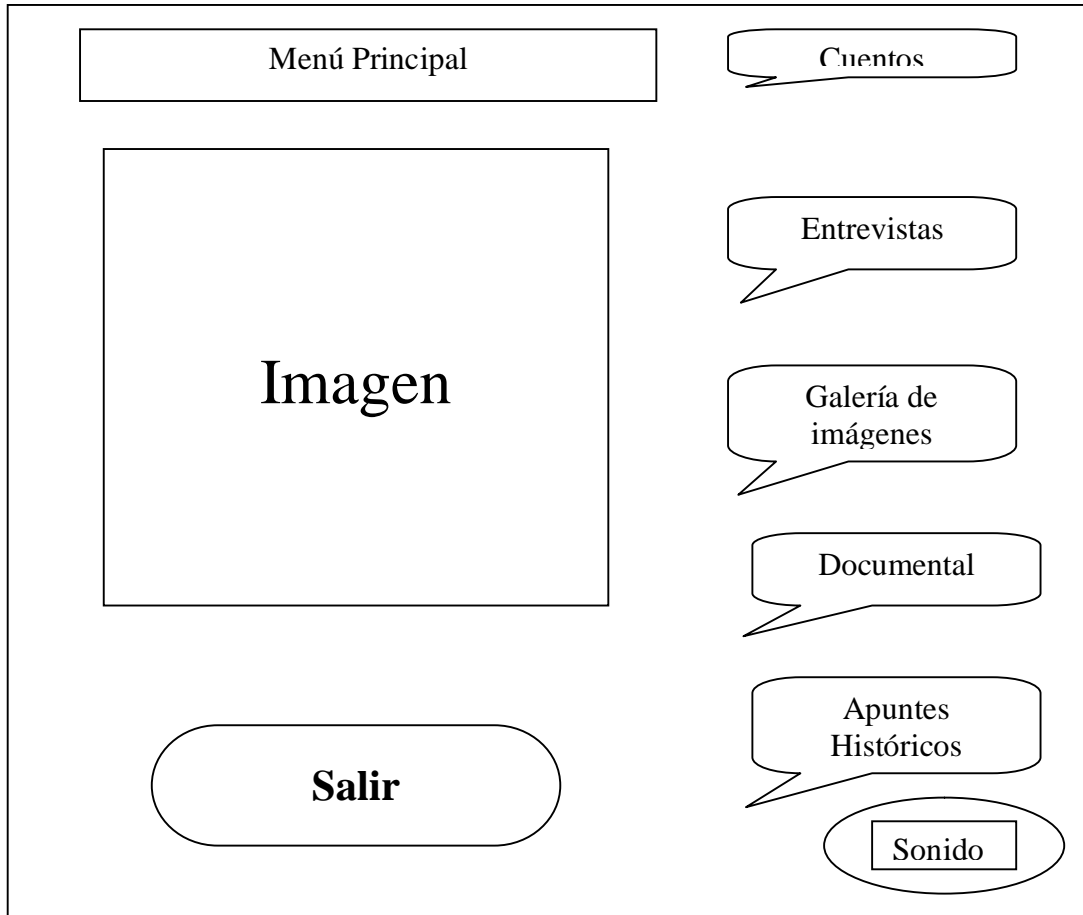 Menú Principal
Cuentos
Entrevistas
Imagen
Galería de
imágenes
Documental
Apuntes
Históricos
Salir
Sonido